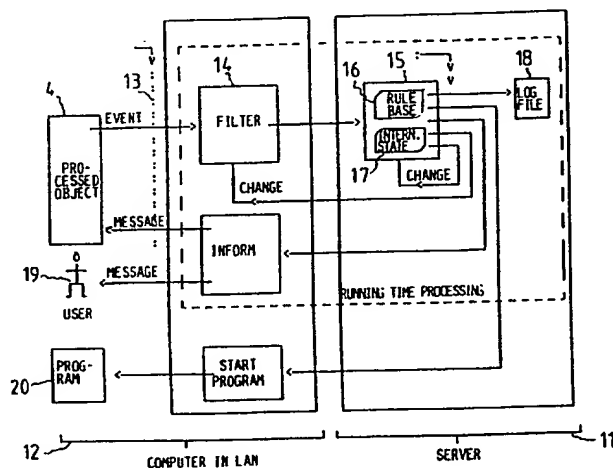 4
13
14
16
15
18
EVENT
FILTER
RULE
BASE
LOG
FILE
PRO-
CESSED
OBJECT
INTERN.
STATE
17
CHANGE
CHANGE
MESSAGE
INFORM
19
MESSAGE
USER
RUNNING TIME PROCESSING
20
PROG-
RAM
START
PROGRAM
12
COMPUTER IN LAN
SERVER
11